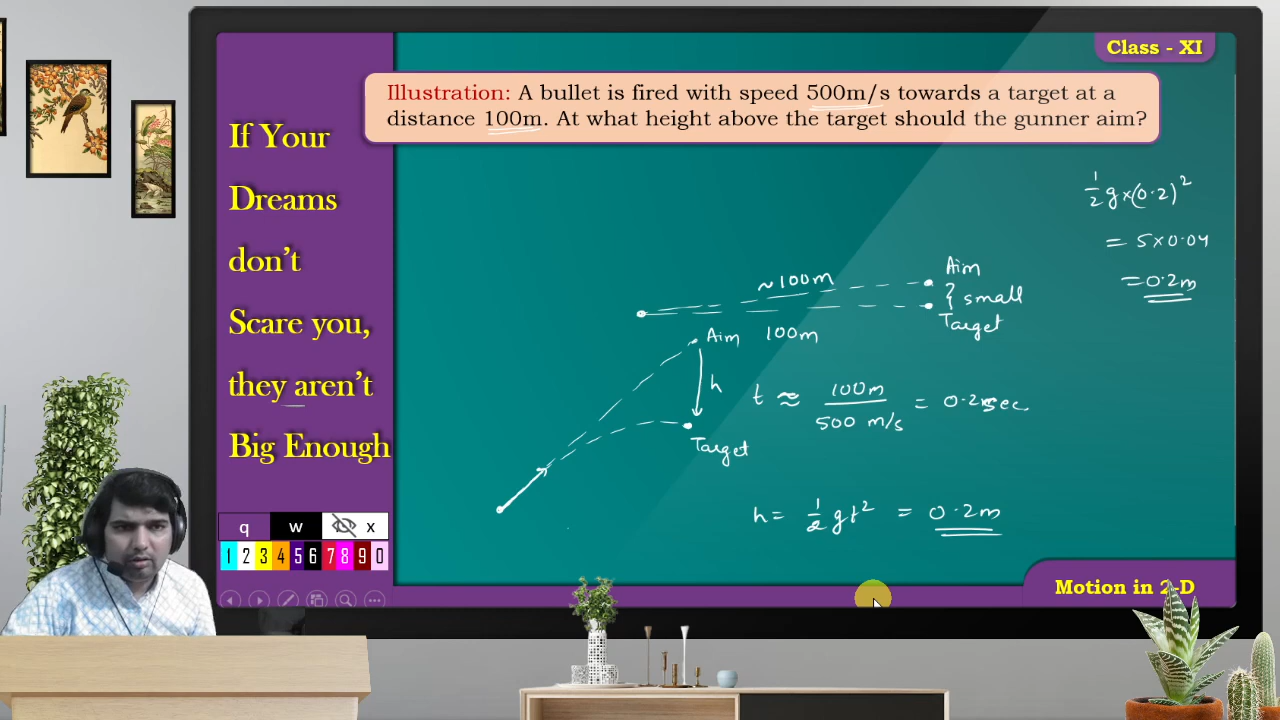 Class - XI
Illustration: A bullet is fired with speed 500m/s towards a target at a
distance 100m. At what height above the target should the gunner aim?
If Your
Dreams
don't
Scare you,
they aren't
Big Enough
1/2 g×(0.2)²
= 5×0.04
= 0.2m
~100m
Aim
} small
Target
100m
Aim
h
Target
t ≈ 100m / 500 m/s = 0.2sec
h = 1/2 gt² = 0.2m
q w x
1 2 3 4 5 6 7 8 9 0
Motion in 2-D